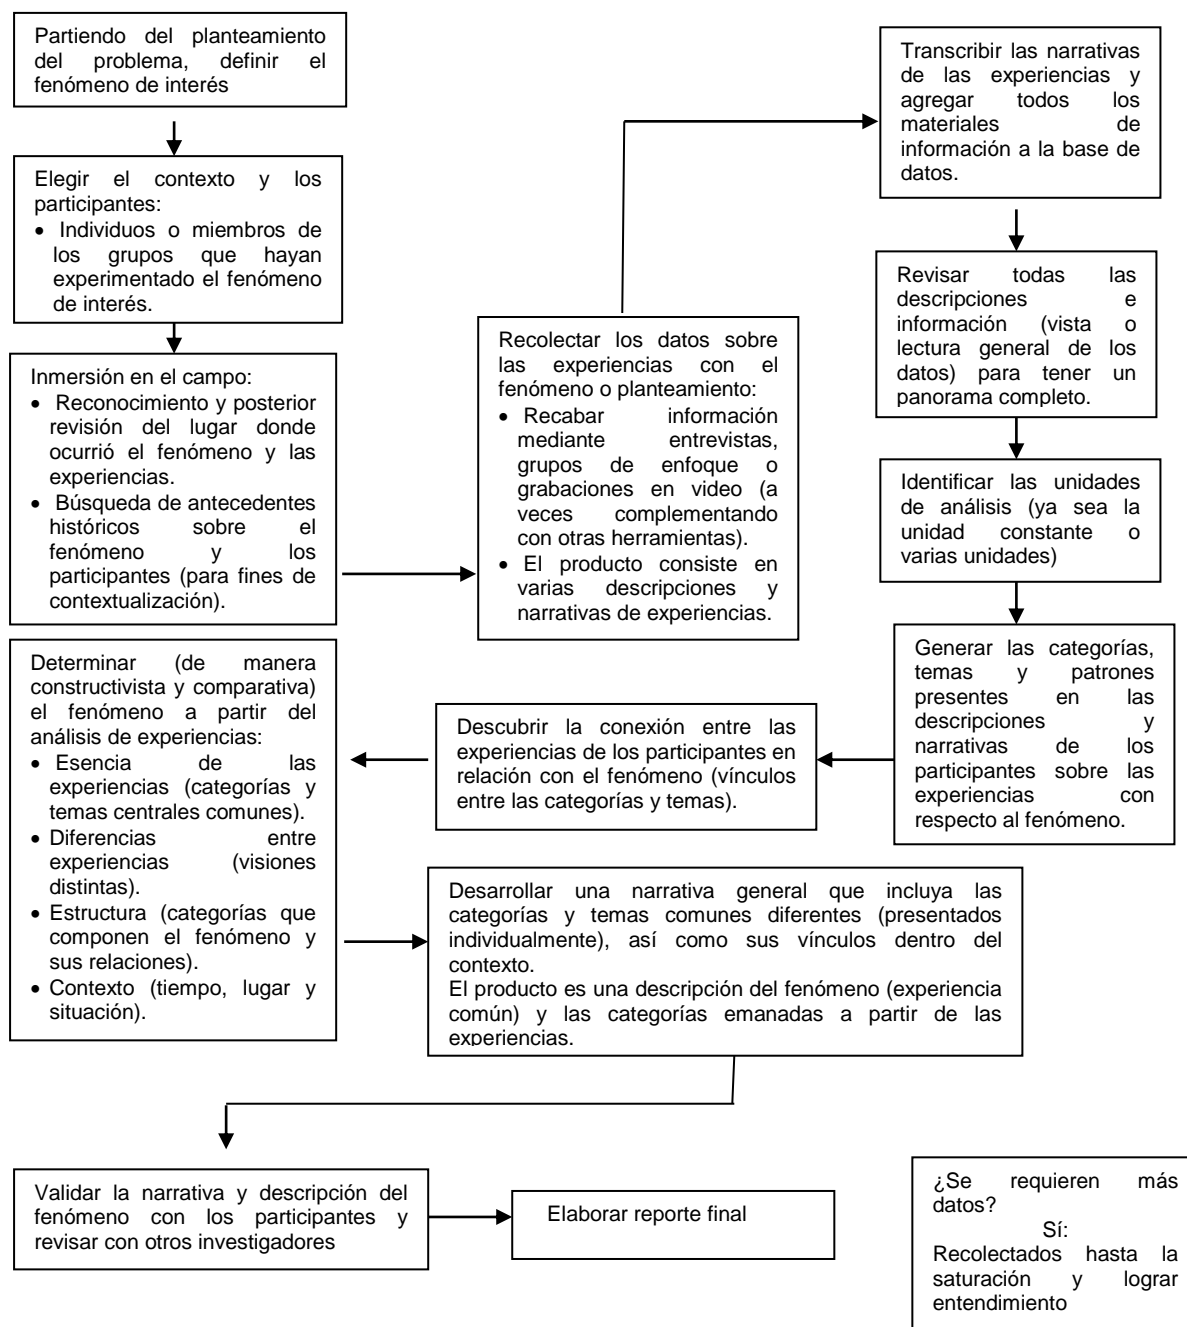 Partiendo del planteamiento
del problema, definir el
fenómeno de interés
Elegir el contexto y los
participantes:
• Individuos o miembros de
los grupos que hayan
experimentado el fenómeno
de interés.
Inmersión en el campo:
• Reconocimiento y posterior
revisión del lugar donde
ocurrió el fenómeno y las
experiencias.
• Búsqueda de antecedentes
históricos sobre el
fenómeno y los
participantes (para fines de
contextualización).
Recolectar los datos sobre
las experiencias con el
fenómeno o planteamiento:
• Recabar información
mediante entrevistas,
grupos de enfoque o
grabaciones en video (a
veces complementando
con otras herramientas).
• El producto consiste en
varias descripciones y
narrativas de experiencias.
Transcribir las narrativas
de las experiencias y
agregar todos los
materiales de
información a la base de
datos.
Revisar todas las
descripciones e
información (vista o
lectura general de los
datos) para tener un
panorama completo.
Identificar las unidades
de análisis (ya sea la
unidad constante o
varias unidades)
Generar las categorías,
temas y patrones
presentes en las
descripciones y
narrativas de los
participantes sobre las
experiencias con
respecto al fenómeno.
Descubrir la conexión entre las
experiencias de los participantes en
relación con el fenómeno (vínculos
entre las categorías y temas).
Determinar (de manera
constructivista y comparativa)
el fenómeno a partir del
análisis de experiencias:
• Esencia de las
experiencias (categorías y
temas centrales comunes).
• Diferencias entre
experiencias (visiones
distintas).
• Estructura (categorías que
componen el fenómeno y
sus relaciones).
• Contexto (tiempo, lugar y
situación).
Desarrollar una narrativa general que incluya las
categorías y temas comunes diferentes (presentados
individualmente), así como sus vínculos dentro del
contexto.
El producto es una descripción del fenómeno (experiencia
común) y las categorías emanadas a partir de las
experiencias.
Validar la narrativa y descripción del
fenómeno con los participantes y
revisar con otros investigadores
Elaborar reporte final
¿Se requieren más
datos?
Sí:
Recolectados hasta la
saturación y lograr
entendimiento